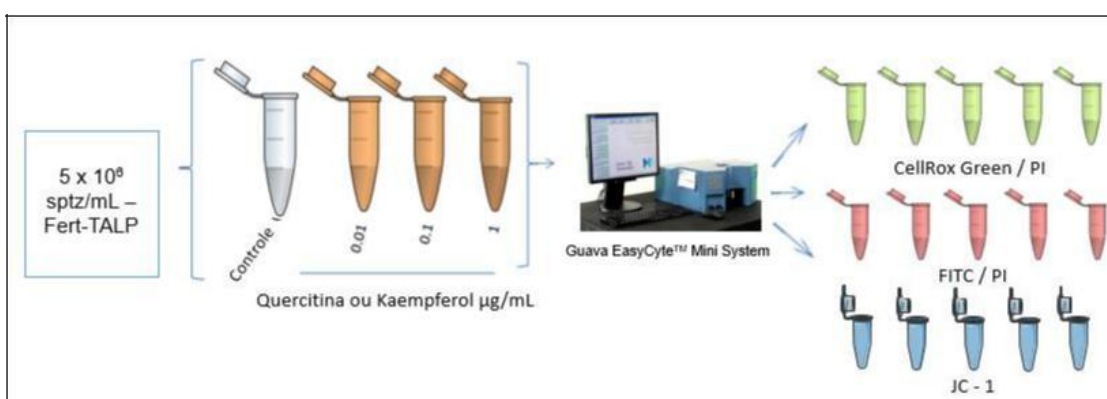 5 x 10⁶
sptz/mL –
Fert-TALP
Controle
0.01
0.1
1
Quercitina ou Kaempferol µg/mL
Guava EasyCyte™ Mini System
CellRox Green / PI
FITC / PI
JC - 1